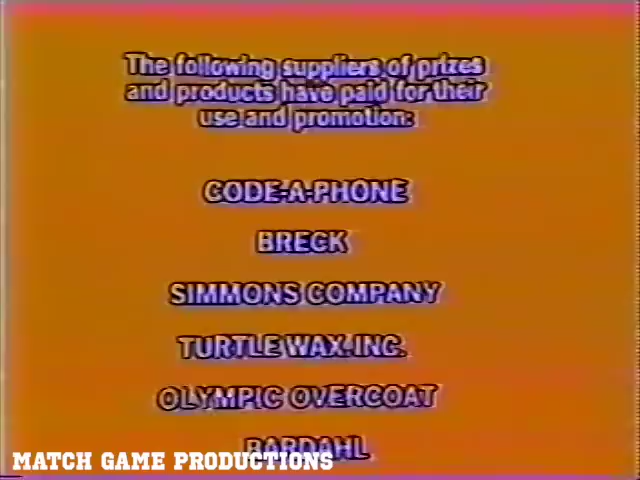 The following suppliers of prizes
and products have paid for their
use and promotion:
CODE-A-PHONE
BRECK
SIMMONS COMPANY
TURTLE WAX, INC.
OLYMPIC OVERCOAT
BARDAHL
MATCH GAME PRODUCTIONS